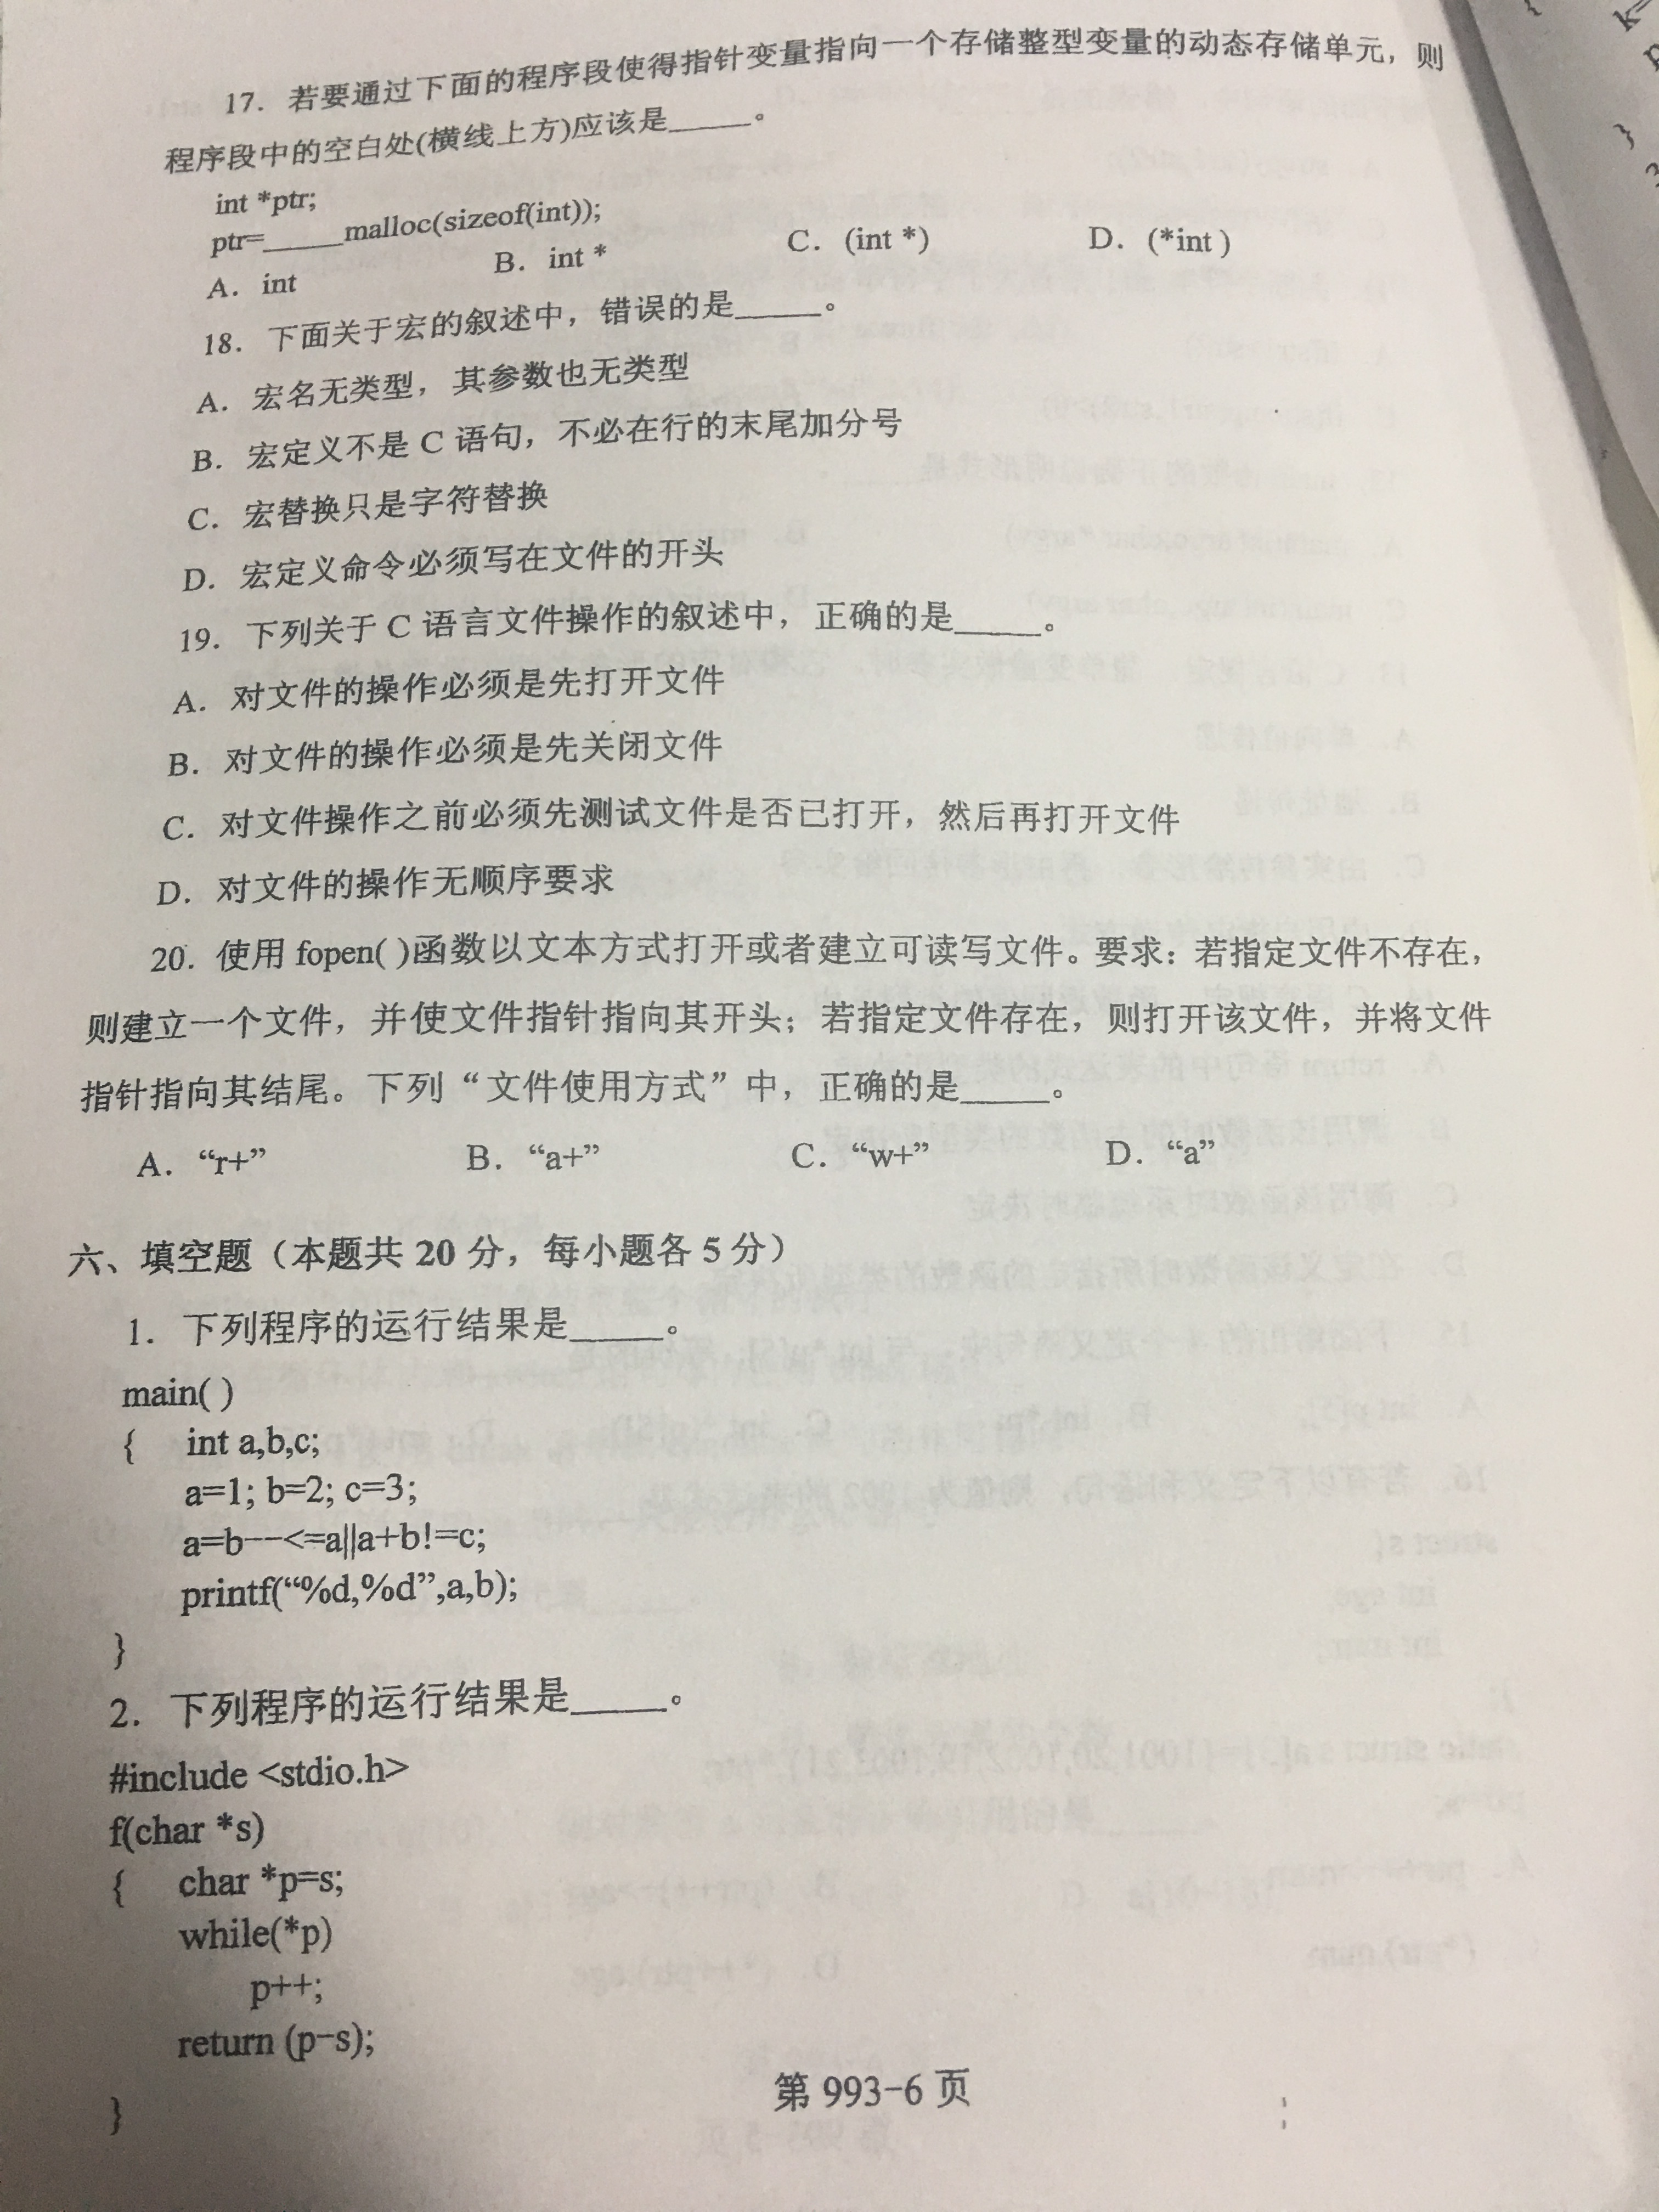 17. 若要通过下面的程序段使得指针变量指向一个存储整型变量的动态存储单元，则
程序段中的空白处(横线上方)应该是_____。
int *ptr;
ptr=_____malloc(sizeof(int));
A. int B. int * C. (int *) D. (*int )
18. 下面关于宏的叙述中，错误的是_____。
A. 宏名无类型，其参数也无类型
B. 宏定义不是 C 语句，不必在行的末尾加分号
C. 宏替换只是字符替换
D. 宏定义命令必须写在文件的开头
19. 下列关于 C 语言文件操作的叙述中，正确的是_____。
A. 对文件的操作必须是先打开文件
B. 对文件的操作必须是先关闭文件
C. 对文件操作之前必须先测试文件是否已打开，然后再打开文件
D. 对文件的操作无顺序要求
20. 使用 fopen( )函数以文本方式打开或者建立可读写文件。要求：若指定文件不存在，
则建立一个文件，并使文件指针指向其开头；若指定文件存在，则打开该文件，并将文件
指针指向其结尾。下列“文件使用方式”中，正确的是_____。
A. “r+” B. “a+” C. “w+” D. “a”
六、填空题（本题共 20 分，每小题各 5 分）
1. 下列程序的运行结果是_____。
main( )
{ int a,b,c;
a=1; b=2; c=3;
a=b--<=a||a+b!=c;
printf(“%d,%d”,a,b);
}
2. 下列程序的运行结果是_____。
#include <stdio.h>
f(char *s)
{ char *p=s;
while(*p)
p++;
return (p-s);
}
第 993-6 页